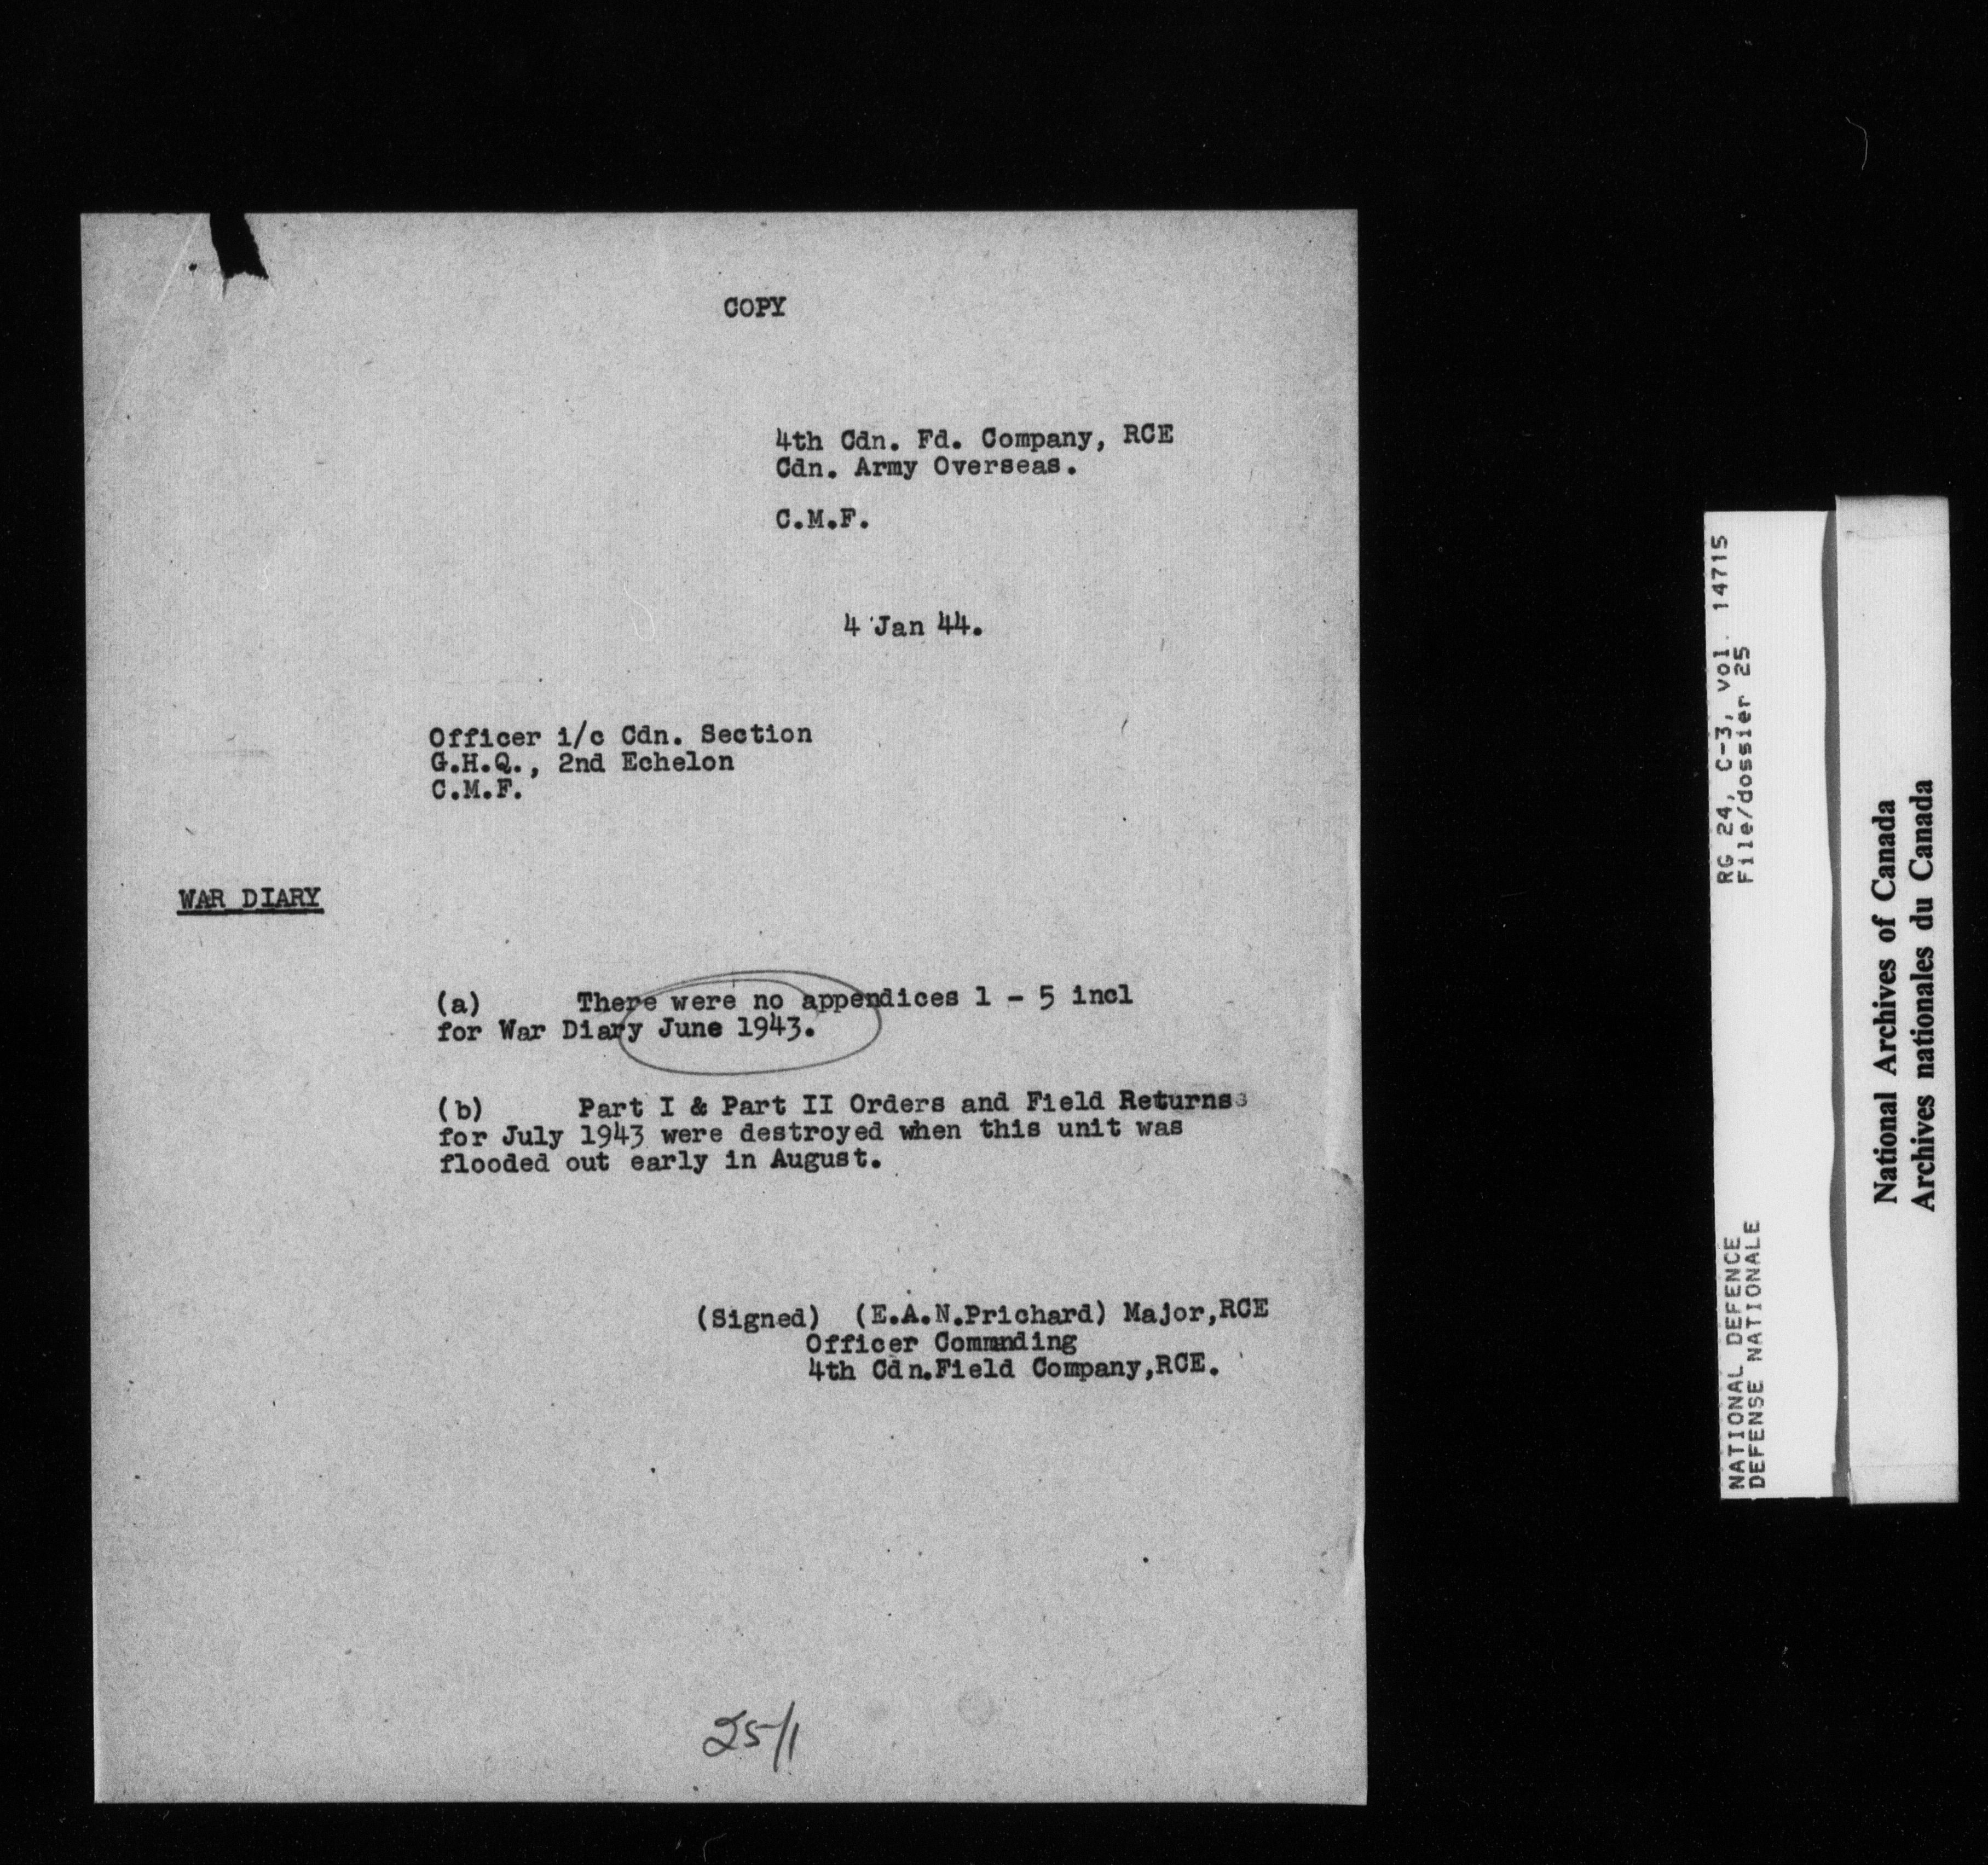 COPY
4th Cdn. Fd. Company, RCE
Cdn. Army Overseas.
C.M.F.
4 Jan 44.
Officer i/c Cdn. Section
G.H.Q., 2nd Echelon
C.M.F.
WAR DIARY
(a) There were no appendices 1 - 5 incl
for War Diary June 1943.
(b) Part I & Part II Orders and Field Returns
for July 1943 were destroyed when this unit was
flooded out early in August.
(Signed) (E.A.N.Prichard) Major,RCE
Officer Commnding
4th Cdn.Field Company,RCE.
25/1
RG 24, C-3, vol. 14715
File/dossier 25
NATIONAL DEFENCE
DEFENSE NATIONALE
National Archives of Canada
Archives nationales du Canada